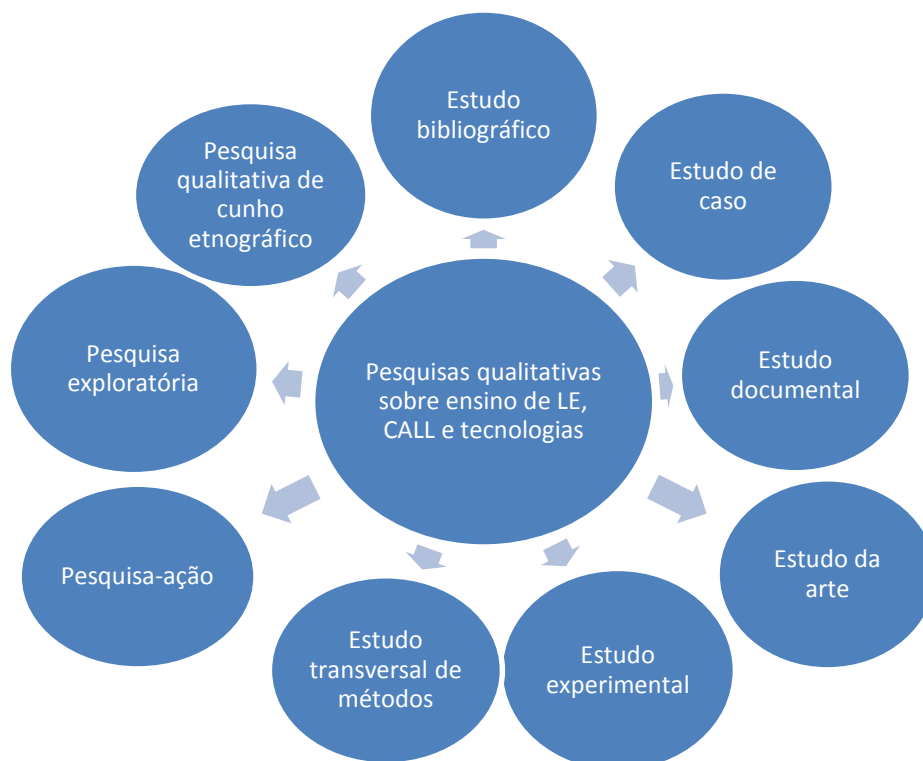 Estudo
bibliográfico
Estudo de
caso
Estudo
documental
Estudo da
arte
Estudo
experimental
Estudo
transversal de
métodos
Pesquisa-ação
Pesquisa
exploratória
Pesquisa
qualitativa de
cunho
etnográfico
Pesquisas qualitativas
sobre ensino de LE,
CALL e tecnologias